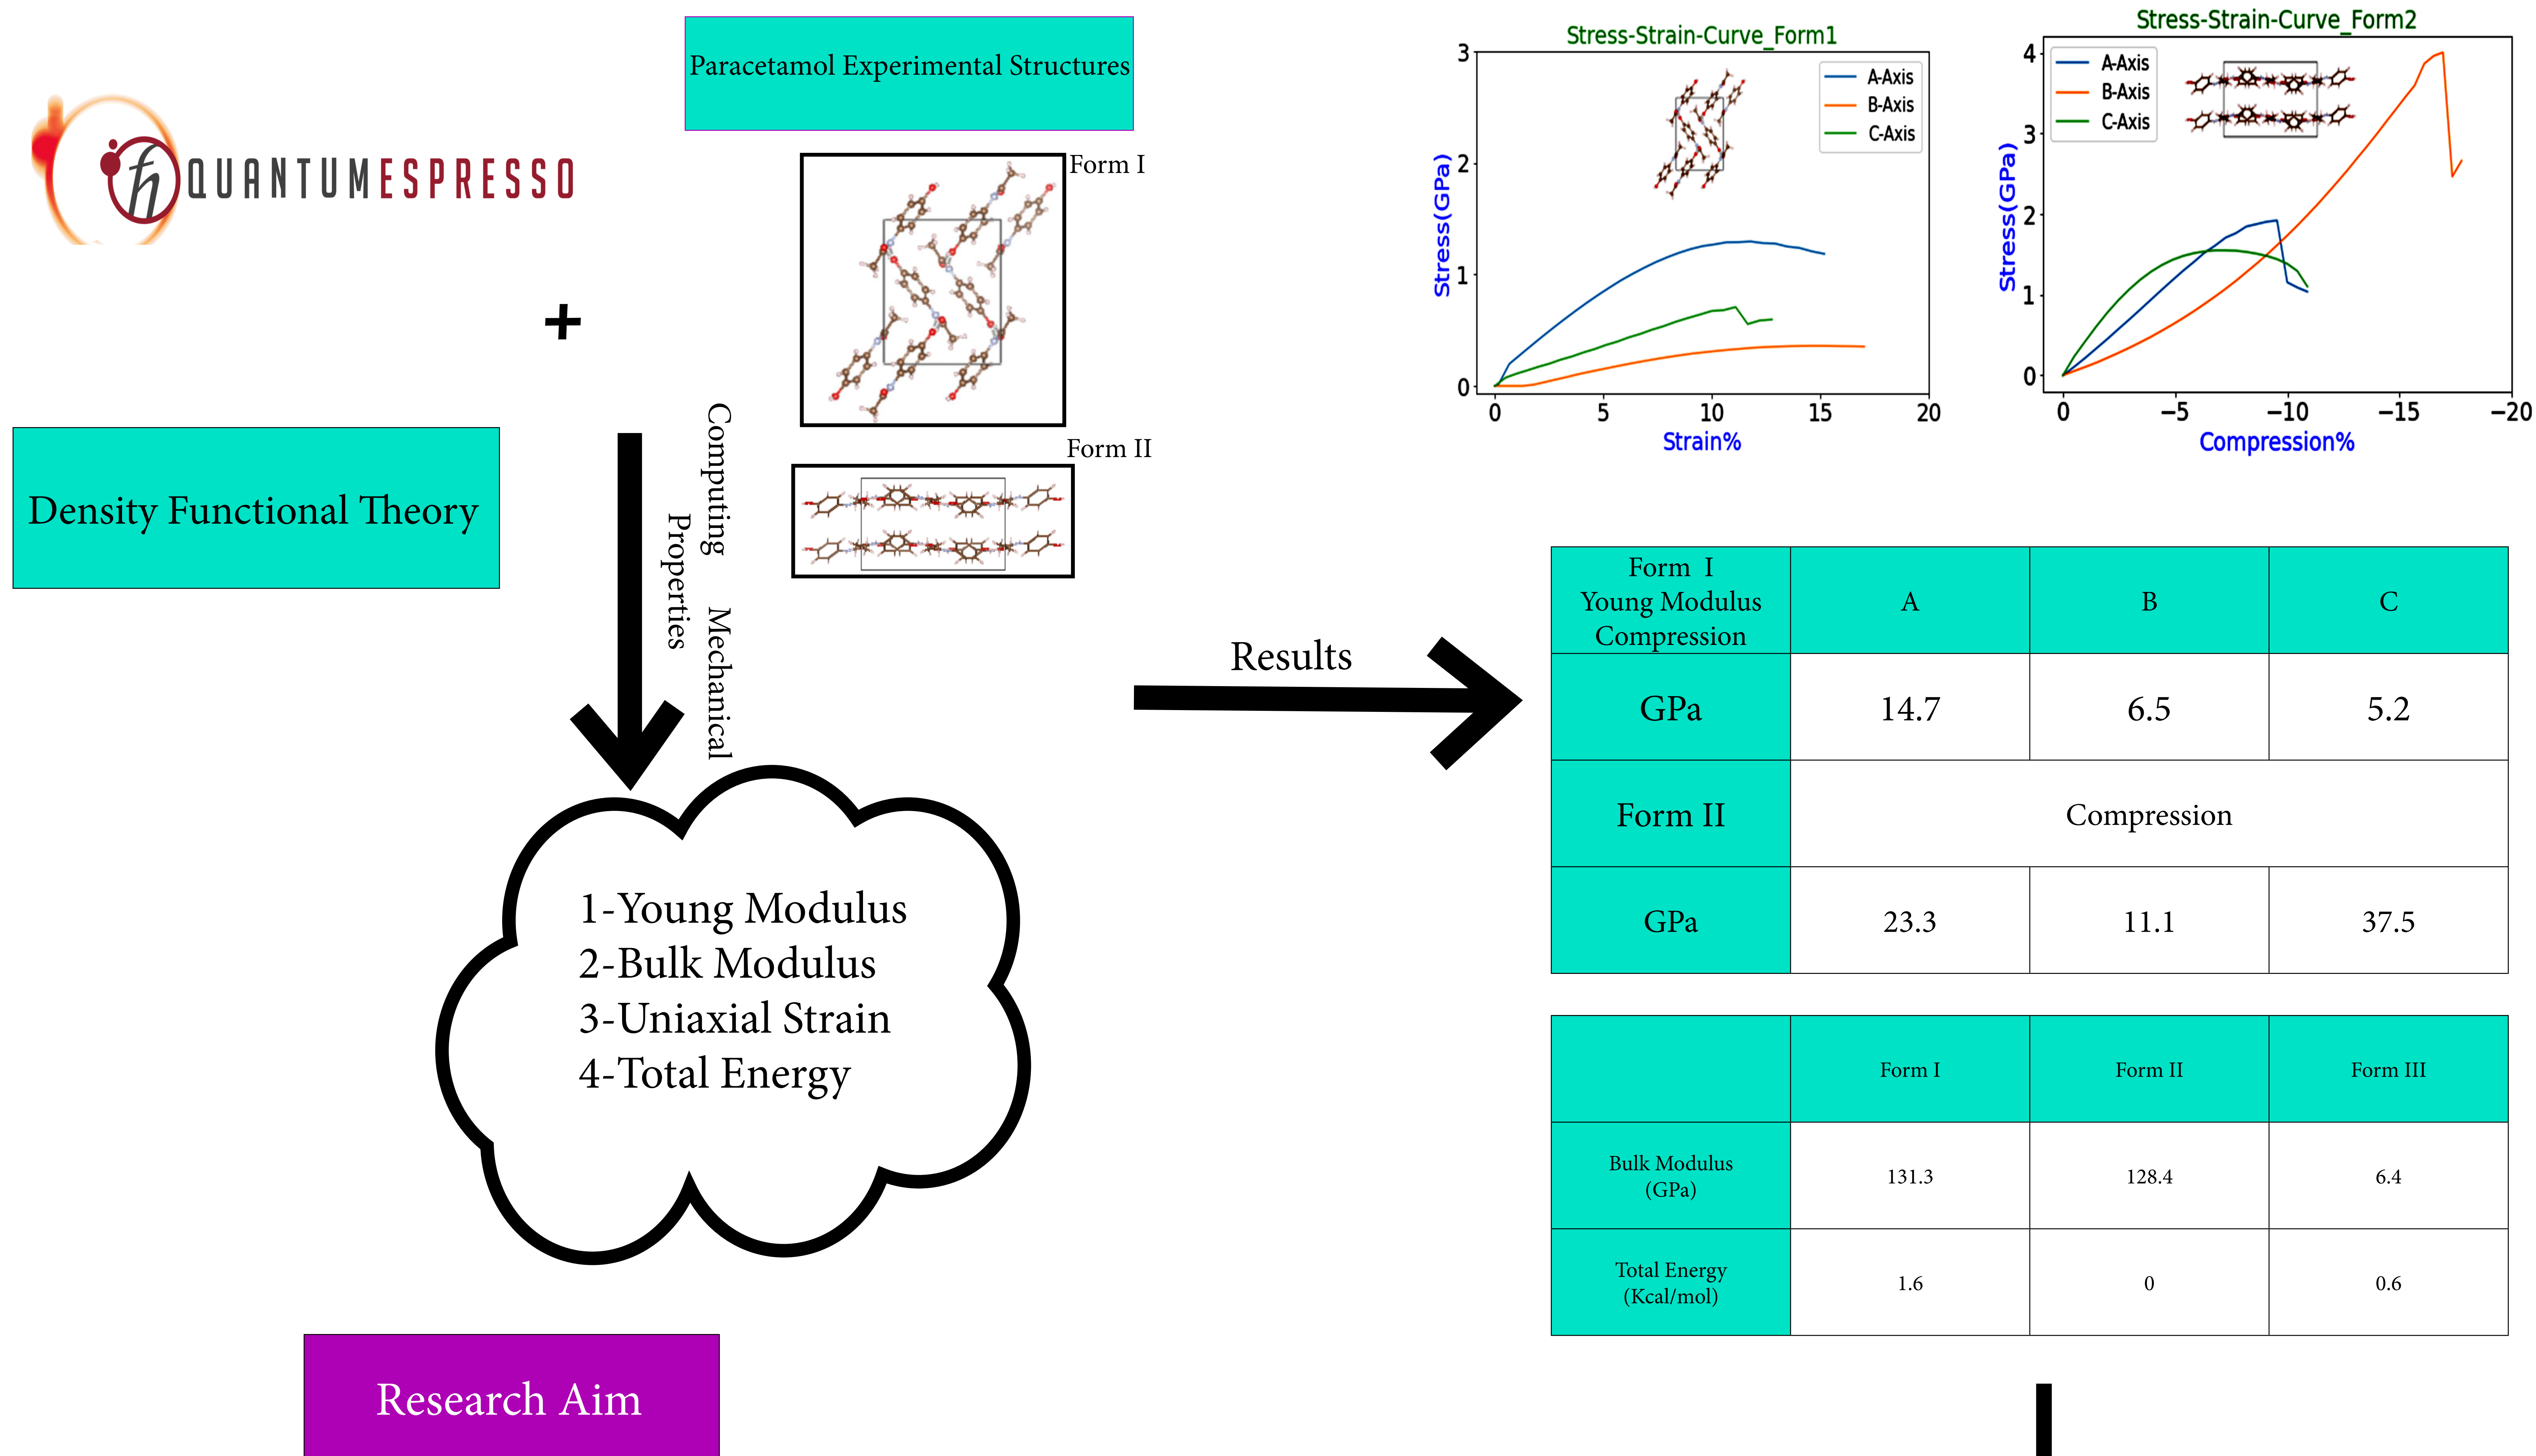 QUANTUMESPRESSO
Paracetamol Experimental Structures
Form I
+
Form II
Density Functional Theory
Computing Mechanical
Properties
1-Young Modulus
2-Bulk Modulus
3-Uniaxial Strain
4-Total Energy
Research Aim
Results
Stress-Strain-Curve_Form1
A-Axis
B-Axis
C-Axis
Stress(GPa)
3
2
1
0
0 5 10 15 20
Strain%
Stress-Strain-Curve_Form2
A-Axis
B-Axis
C-Axis
Stress(GPa)
4
3
2
1
0
0 −5 −10 −15 −20
Compression%
Form I
Young Modulus
Compression
A B C
GPa 14.7 6.5 5.2
Form II Compression
GPa 23.3 11.1 37.5
Form I Form II Form III
Bulk Modulus
(GPa)
131.3 128.4 6.4
Total Energy
(Kcal/mol)
1.6 0 0.6